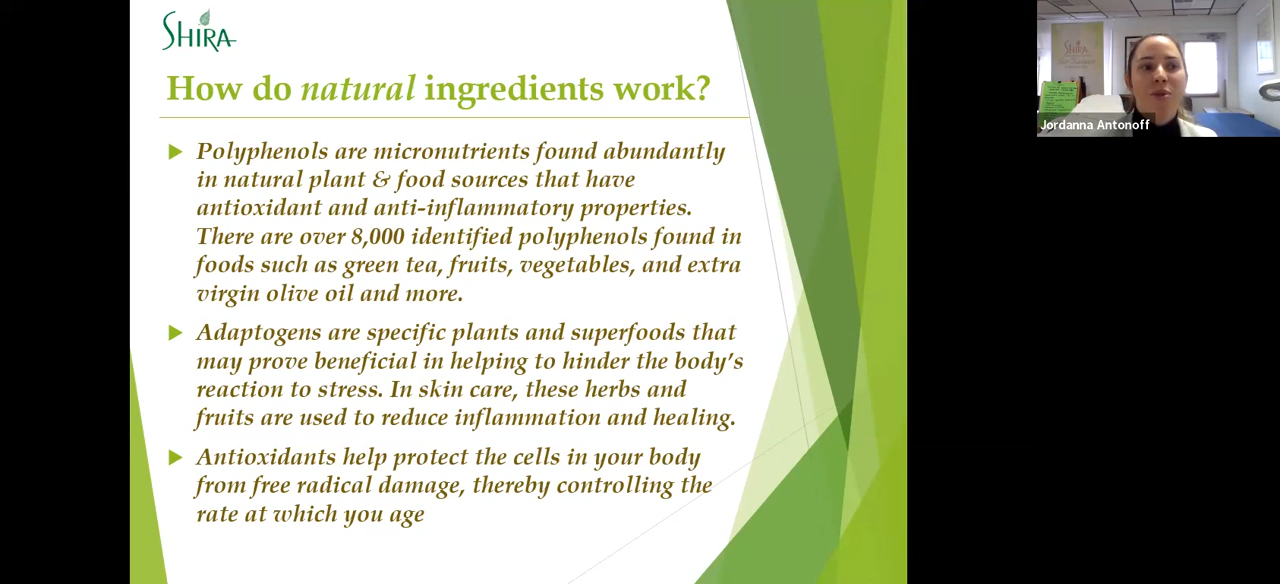 SHIRA
How do natural ingredients work?
Polyphenols are micronutrients found abundantly
in natural plant & food sources that have
antioxidant and anti-inflammatory properties.
There are over 8,000 identified polyphenols found in
foods such as green tea, fruits, vegetables, and extra
virgin olive oil and more.
Adaptogens are specific plants and superfoods that
may prove beneficial in helping to hinder the body's
reaction to stress. In skin care, these herbs and
fruits are used to reduce inflammation and healing.
Antioxidants help protect the cells in your body
from free radical damage, thereby controlling the
rate at which you age
SHIRA
Jordanna Antonoff